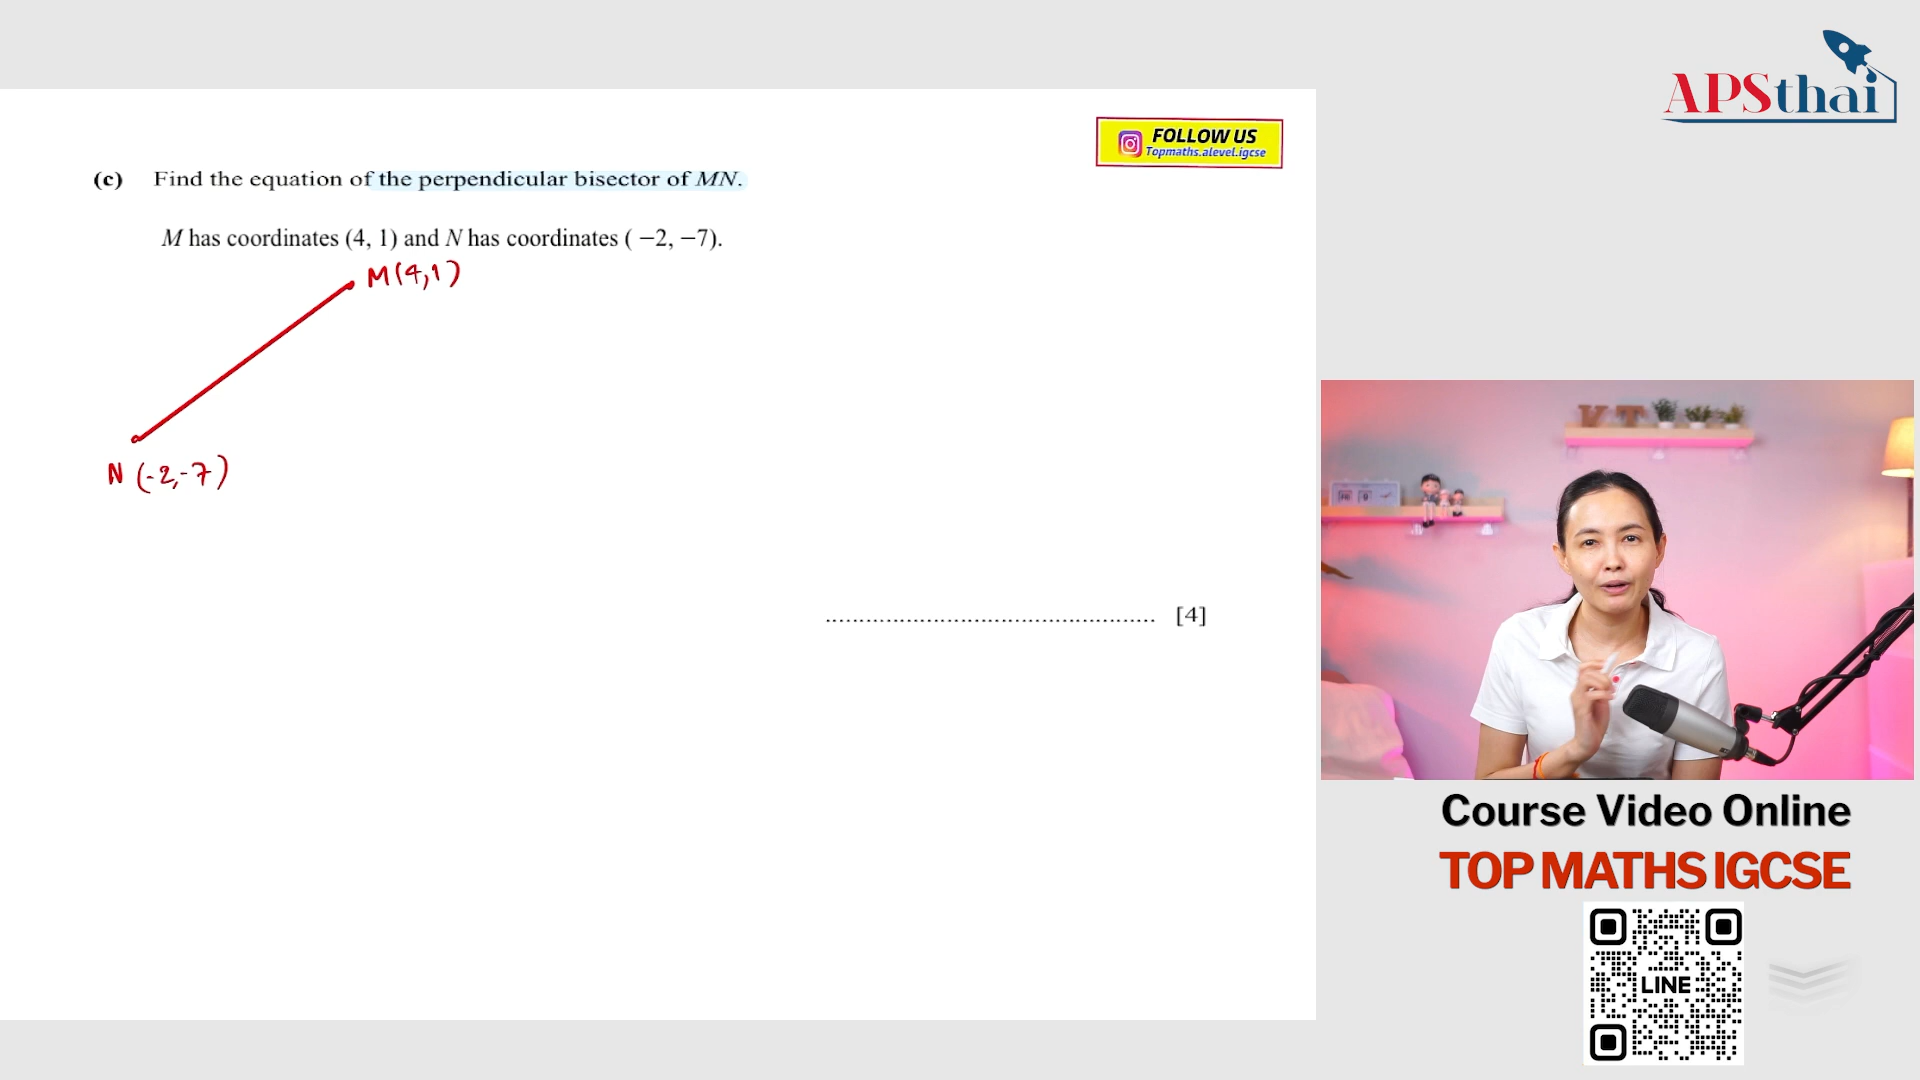 APSthai
FOLLOW US
Topmaths.alevel.igcse
(c) Find the equation of the perpendicular bisector of MN.
M has coordinates (4, 1) and N has coordinates ( −2, −7).
M(4,1)
N (-2,-7)
................................................ [4]
Course Video Online
TOP MATHS IGCSE
LINE